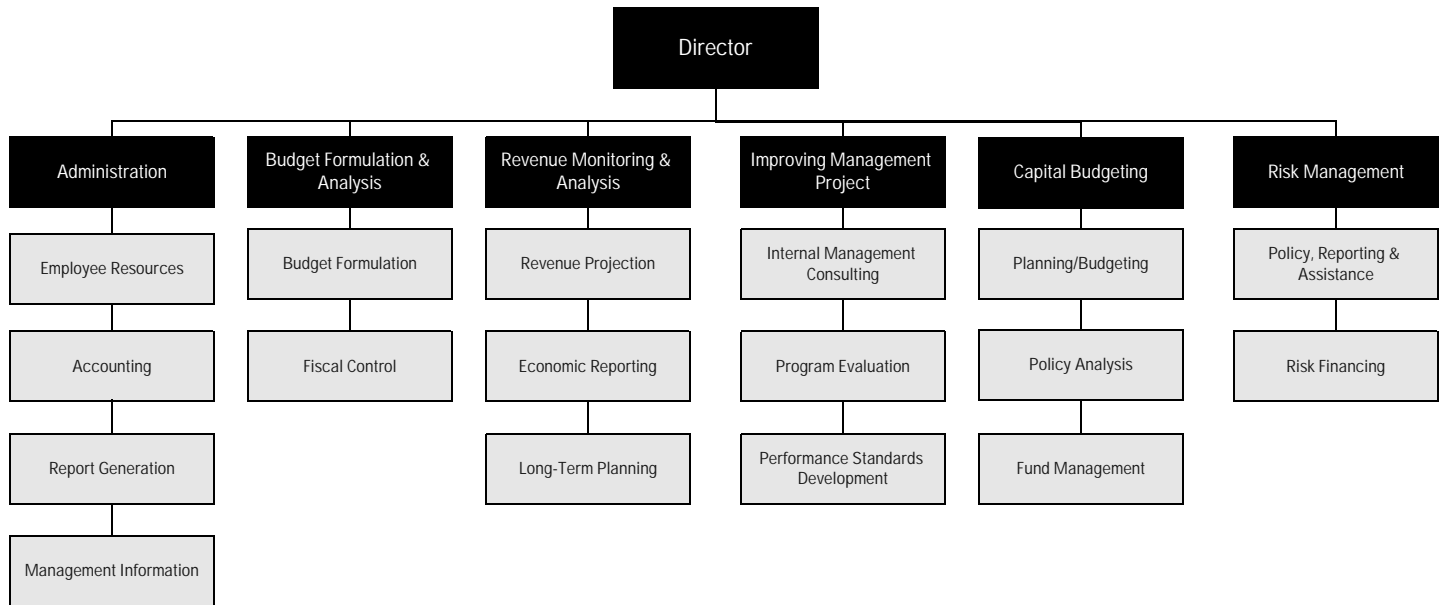 Director
Administration
Budget Formulation &
Analysis
Revenue Monitoring &
Analysis
Improving Management
Project
Capital Budgeting
Risk Management
Employee Resources
Budget Formulation
Revenue Projection
Internal Management
Consulting
Planning/Budgeting
Policy, Reporting &
Assistance
Accounting
Fiscal Control
Economic Reporting
Program Evaluation
Policy Analysis
Risk Financing
Report Generation
Long-Term Planning
Performance Standards
Development
Fund Management
Management Information